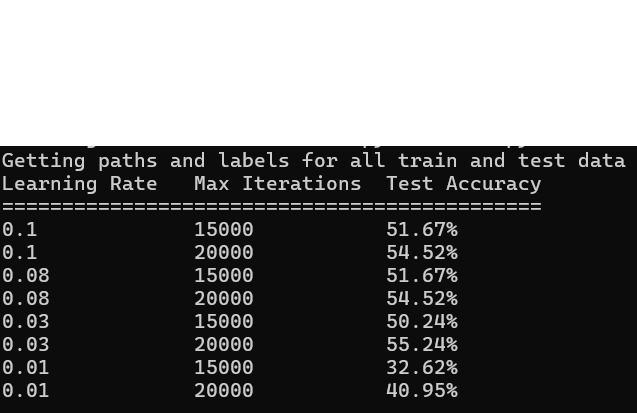 Getting paths and labels for all train and test data
Learning Rate   Max Iterations  Test Accuracy
=============================================
0.1             15000           51.67%
0.1             20000           54.52%
0.08            15000           51.67%
0.08            20000           54.52%
0.03            15000           50.24%
0.03            20000           55.24%
0.01            15000           32.62%
0.01            20000           40.95%